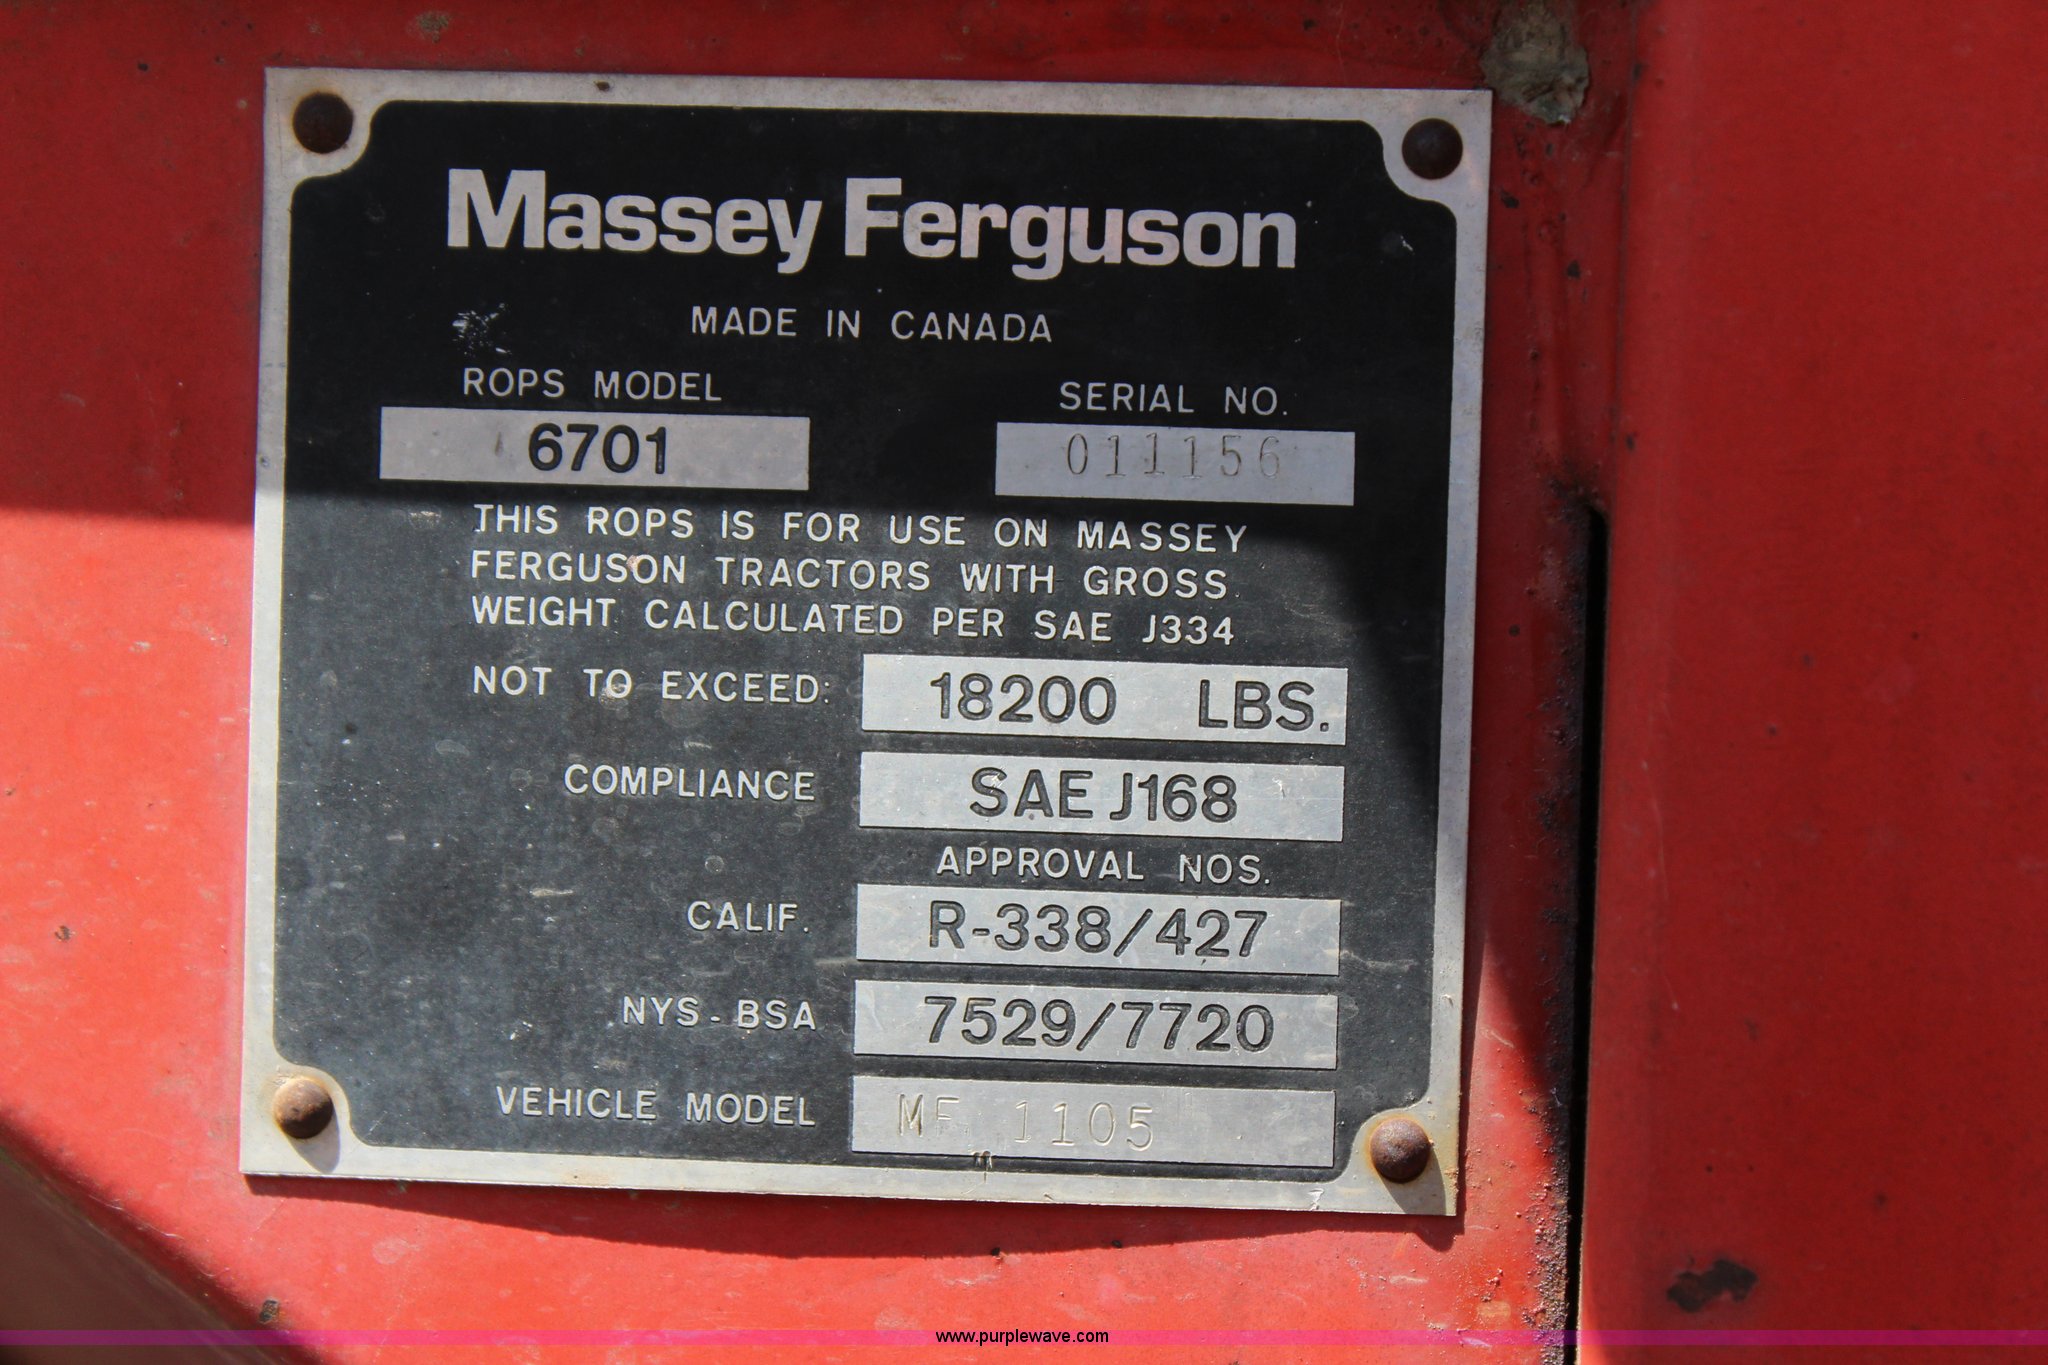 Massey Ferguson
MADE IN CANADA
ROPS MODEL SERIAL NO.
6701 011156
THIS ROPS IS FOR USE ON MASSEY
FERGUSON TRACTORS WITH GROSS
WEIGHT CALCULATED PER SAE J334
NOT TO EXCEED: 18200 LBS.
COMPLIANCE SAE J168
APPROVAL NOS.
CALIF. R-338/427
NYS-BSA 7529/7720
VEHICLE MODEL MF 1105
www.purplewave.com